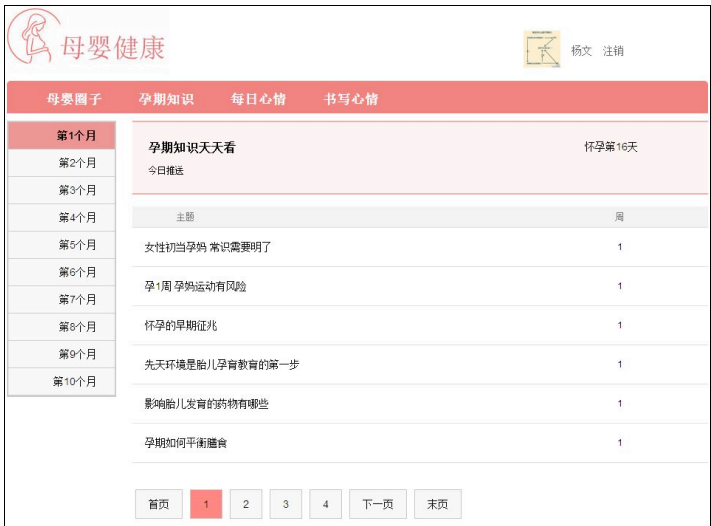 母婴健康
杨文 注销
母婴圈子 孕期知识 每日心情 书写心情
第1个月
第2个月
第3个月
第4个月
第5个月
第6个月
第7个月
第8个月
第9个月
第10个月
孕期知识天天看 怀孕第16天
今日推送
主题 周
女性初当孕妈 常识需要明了 1
孕1周 孕妈运动有风险 1
怀孕的早期征兆 1
先天环境是胎儿孕育教育的第一步 1
影响胎儿发育的药物有哪些 1
孕期如何平衡膳食 1
首页 1 2 3 4 下一页 末页